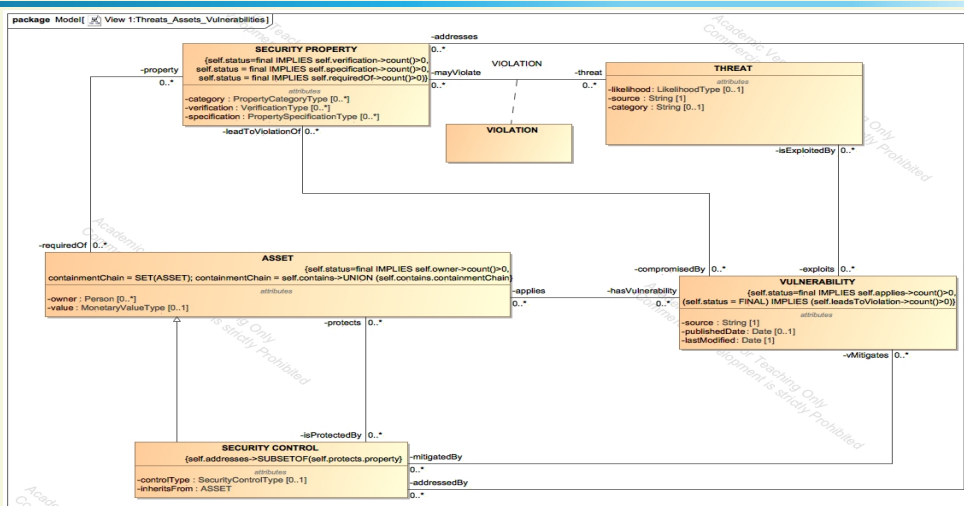 package Model[ View 1:Threats_Assets_Vulnerabilities]
-addresses
0..*
SECURITY PROPERTY
{self.status=final IMPLIES self.verification->count()>0,
self.status = final IMPLIES self.specification->count()>0,
self.status = final IMPLIES self.requiredOf->count()>0)}
attributes
-category : PropertyCategoryType [0..*]
-verification : VerificationType [0..*]
-specification : PropertySpecificationType [0..*]
-property
0..*
-mayViolate
0..*
VIOLATION
-threat
0..*
VIOLATION
THREAT
attributes
-likelihood: LikelihoodType [0..1]
-source : String [1]
-category : String [0..1]
-leadToViolationOf 0..*
-isExploitedBy 0..*
-requiredOf 0..*
ASSET
{self.status=final IMPLIES self.owner->count()>0,
containmentChain = SET(ASSET); containmentChain = self.contains->UNION (self.contains.containmentChain}
attributes
-owner : Person [0..*]
-value : MonetaryValueType [0..1]
-applies
0..*
-hasVulnerability
0..*
-compromisedBy 0..*
-exploits 0..*
VULNERABILITY
{self.status=final IMPLIES self.applies->count()>0,
(self.status = FINAL) IMPLIES (self.leadsToViolation->count()>0)}
attributes
-source : String [1]
-publishedDate : Date [0..1]
-lastModified : Date [1]
-protects 0..*
-vMitigates 0..*
-isProtectedBy 0..*
SECURITY CONTROL
{self.addresses->SUBSETOF(self.protects.property}
attributes
-controlType : SecurityControlType [0..1]
-inheritsFrom : ASSET
-mitigatedBy
0..*
-addressedBy
0..*